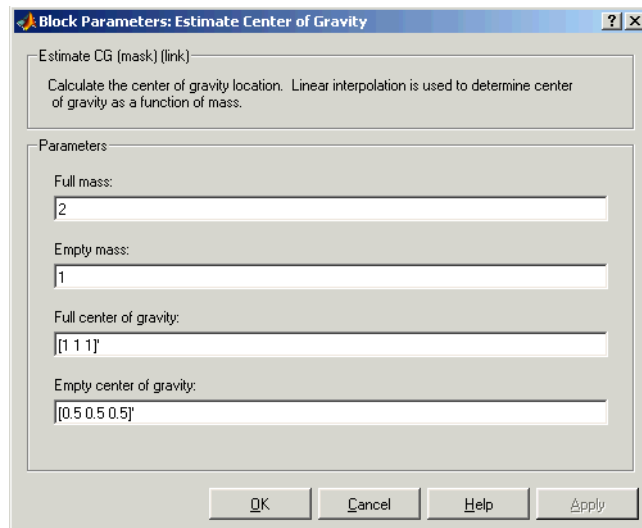 Block Parameters: Estimate Center of Gravity
Estimate CG (mask) (link)
Calculate the center of gravity location.  Linear interpolation is used to determine center
of gravity as a function of mass.
Parameters
Full mass:
2
Empty mass:
1
Full center of gravity:
[1 1 1]'
Empty center of gravity:
[0.5 0.5 0.5]'
OK Cancel Help Apply